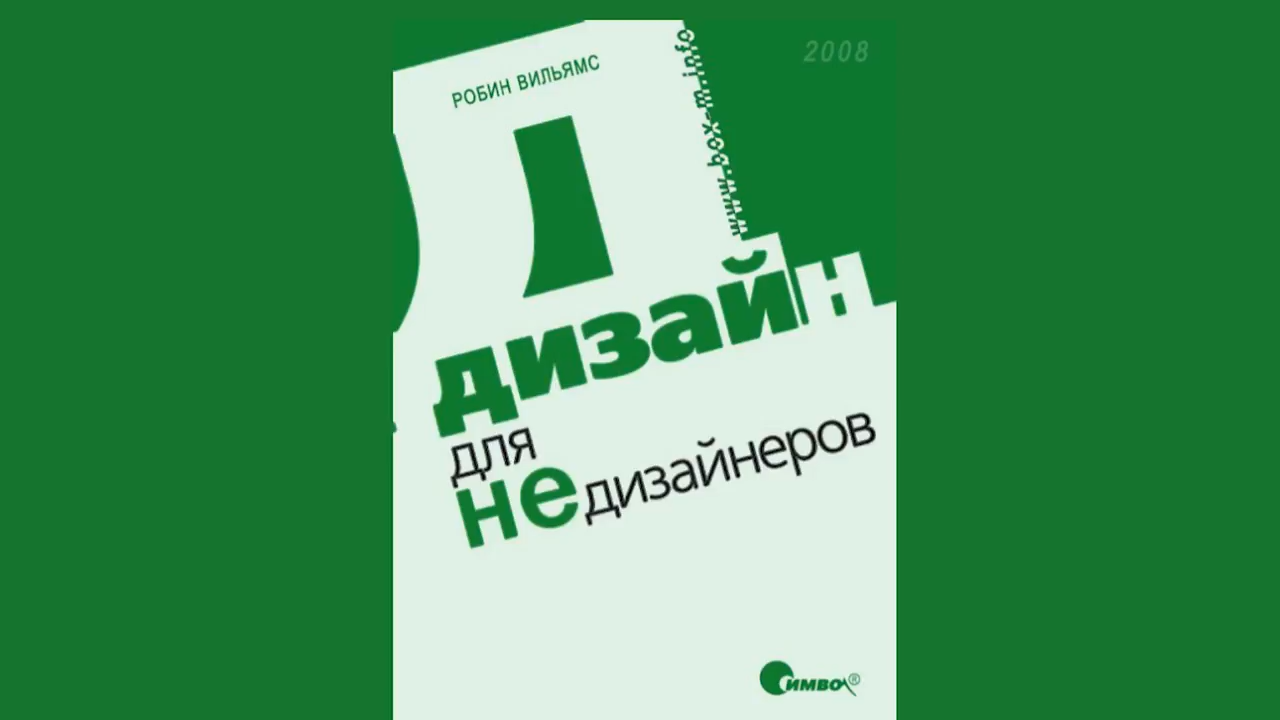 2008
РОБИН ВИЛЬЯМС
www.box-m.info
дизайн
для
недизайнеров
Символ®